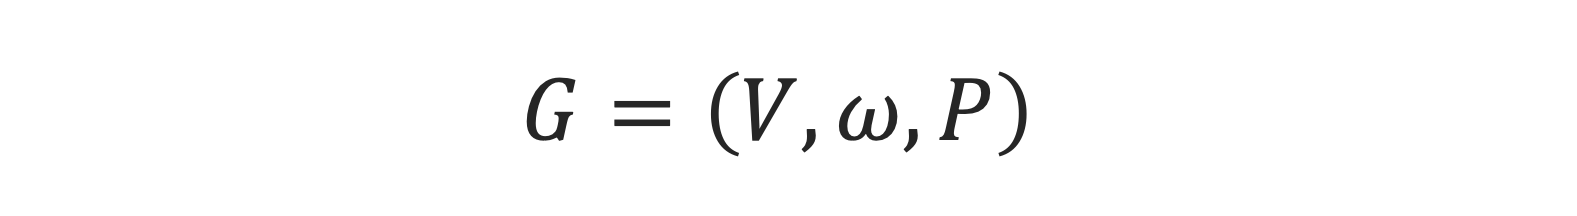 G = (V, ω, P)